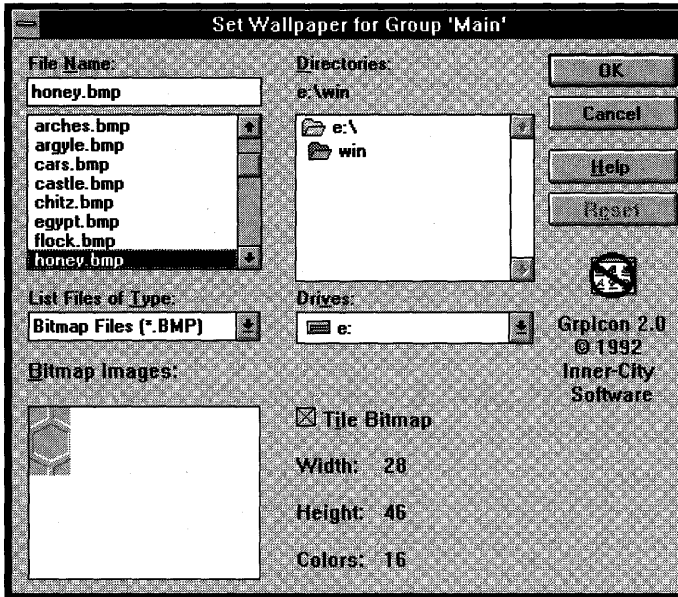 Set Wallpaper for Group 'Main'
File Name:
honey.bmp
arches.bmp
argyle.bmp
cars.bmp
castle.bmp
chitz.bmp
egypt.bmp
flock.bmp
honey.bmp
List Files of Type:
Bitmap Files (*.BMP)
Directories:
e:\win
e:\
win
Drives:
e:
OK
Cancel
Help
Reset
GrpIcon 2.0
© 1992
Inner-City
Software
Bitmap Images:
Tile Bitmap
Width: 28
Height: 46
Colors: 16